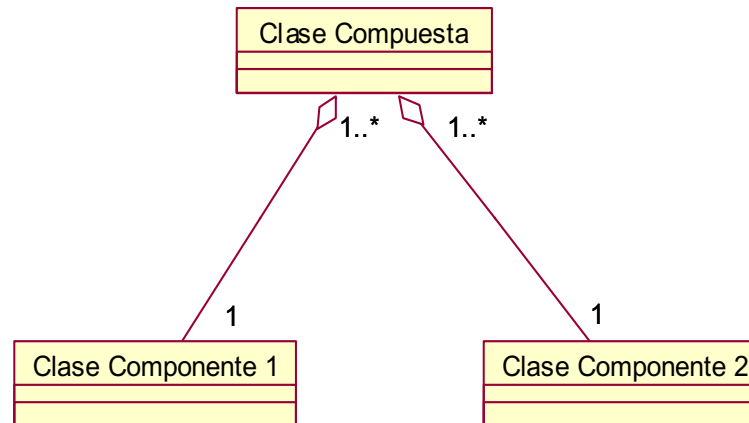 Clase Compuesta
1..*
1..*
1
1
Clase Componente 1
Clase Componente 2